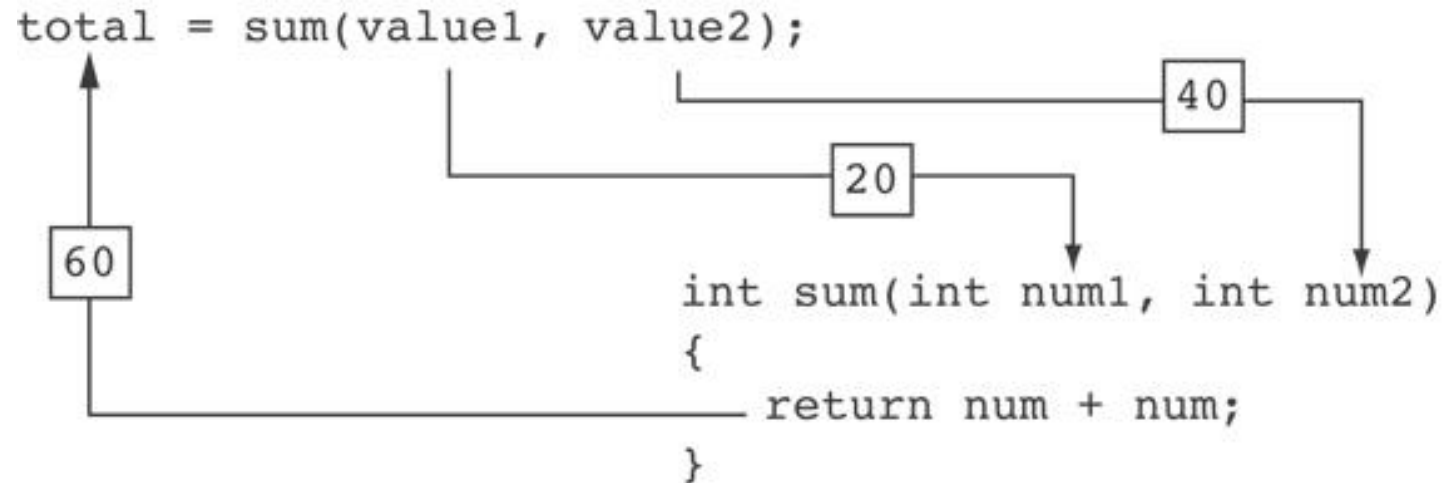 total = sum(value1, value2);
40
20
60
int sum(int num1, int num2)
{
return num + num;
}